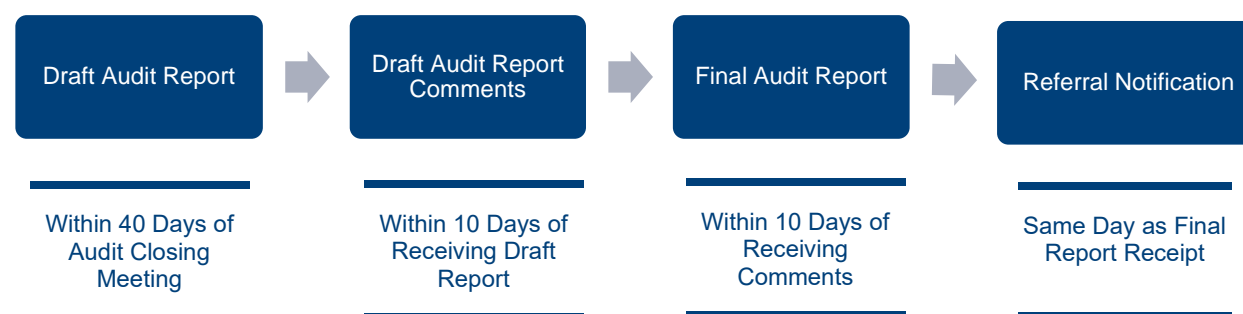 Draft Audit Report
Draft Audit Report
Comments
Final Audit Report
Referral Notification
Within 40 Days of
Audit Closing
Meeting
Within 10 Days of
Receiving Draft
Report
Within 10 Days of
Receiving
Comments
Same Day as Final
Report Receipt